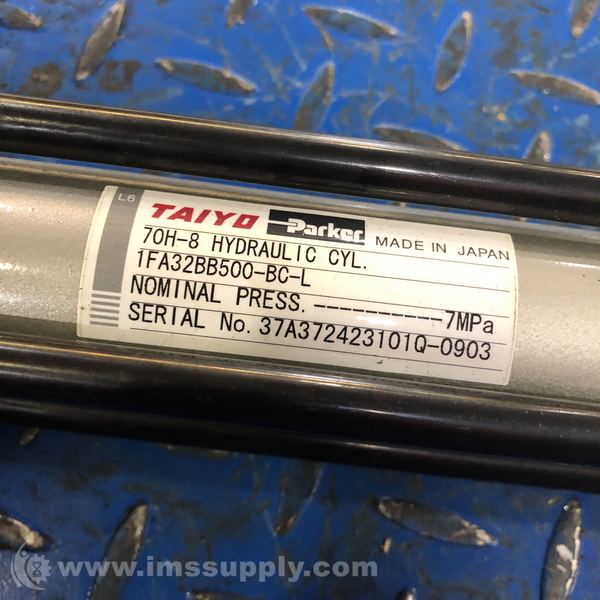 L6
TAIYO Parker MADE IN JAPAN
70H-8 HYDRAULIC CYL.
1FA32BB500-BC-L
NOMINAL PRESS.-----------7MPa
SERIAL No. 37A372423101Q-0903
www.imssupply.com